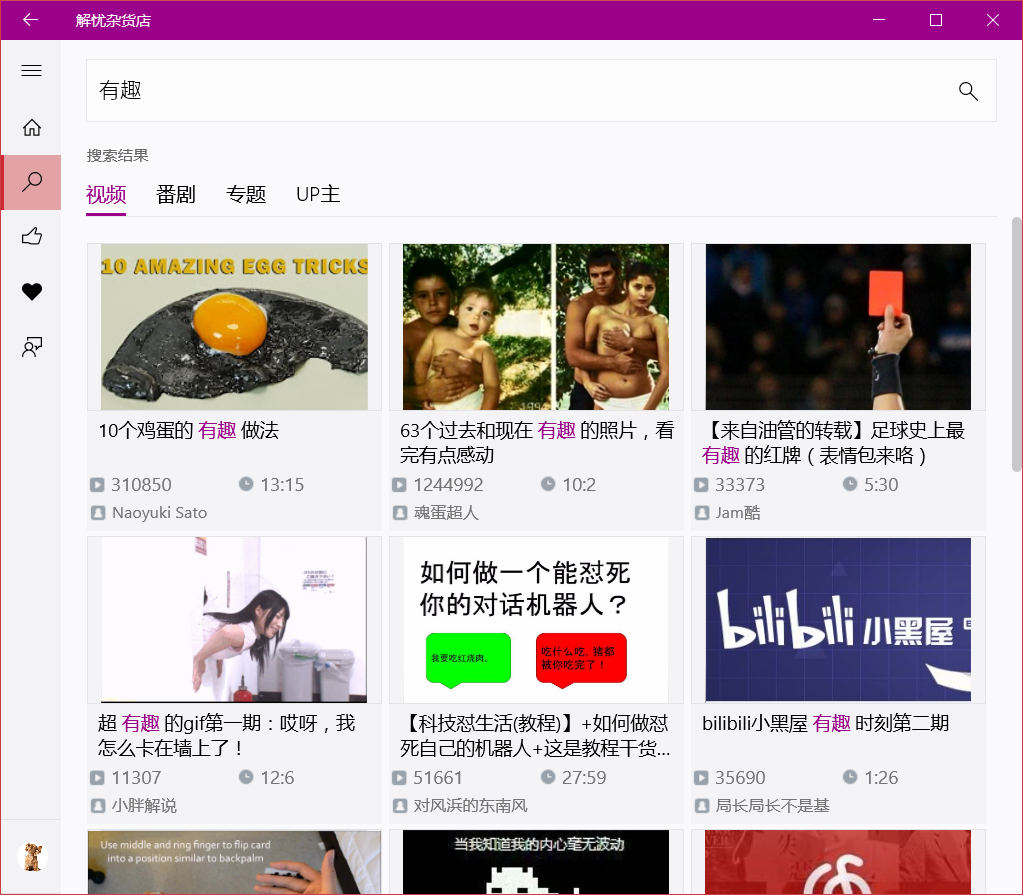 解忧杂货店
有趣
搜索结果
视频 番剧 专题 UP主
10 AMAZING EGG TRICKS
1994
10个鸡蛋的 有趣 做法
310850 13:15
Naoyuki Sato
63个过去和现在 有趣 的照片，看
完有点感动
1244992 10:2
魂蛋超人
【来自油管的转载】足球史上最
有趣 的红牌（表情包来咯）
33373 5:30
Jam酷
超 有趣 的gif第一期：哎呀，我
怎么卡在墙上了！
11307 12:6
小胖解说
如何做一个能怼死
你的对话机器人？
我要吃红烧肉。
吃什么吃，猪都
被你吃完了！
【科技怼生活(教程)】+如何做怼
死自己的机器人+这是教程干货...
51661 27:59
对风浜的东南风
bilibili 小黑屋
bilibili小黑屋 有趣 时刻第二期
35690 1:26
局长局长不是基
Use middle and ring finger to flip card
into a position similar to backpalm
当我知道我的内心毫无波动